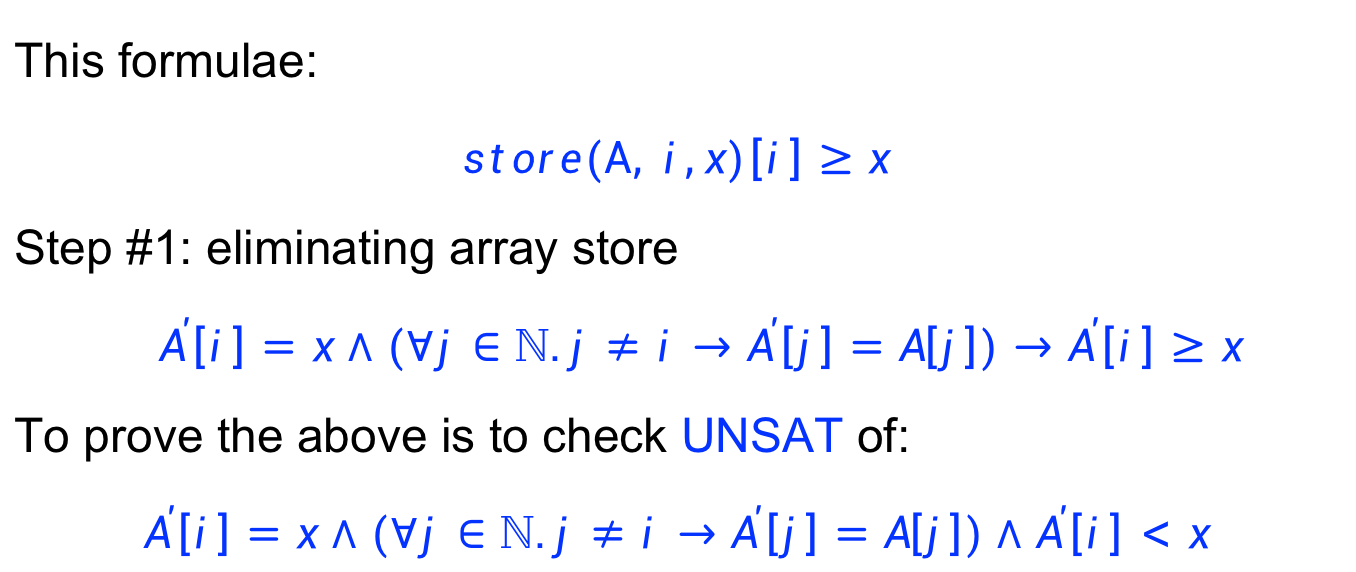 This formulae:
store(A, i,x)[i] ≥ x
Step #1: eliminating array store
A′[i] = x ∧ (∀j ∈ ℕ. j ≠ i → A′[j] = A[j]) → A′[i] ≥ x
To prove the above is to check UNSAT of:
A′[i] = x ∧ (∀j ∈ ℕ. j ≠ i → A′[j] = A[j]) ∧ A′[i] < x